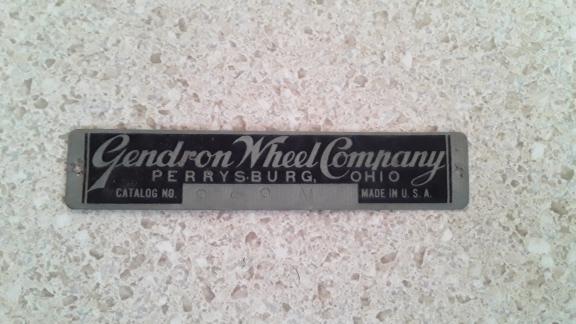 Gendron Wheel Company
PERRYSBURG, OHIO
CATALOG NO. MADE IN U. S. A.